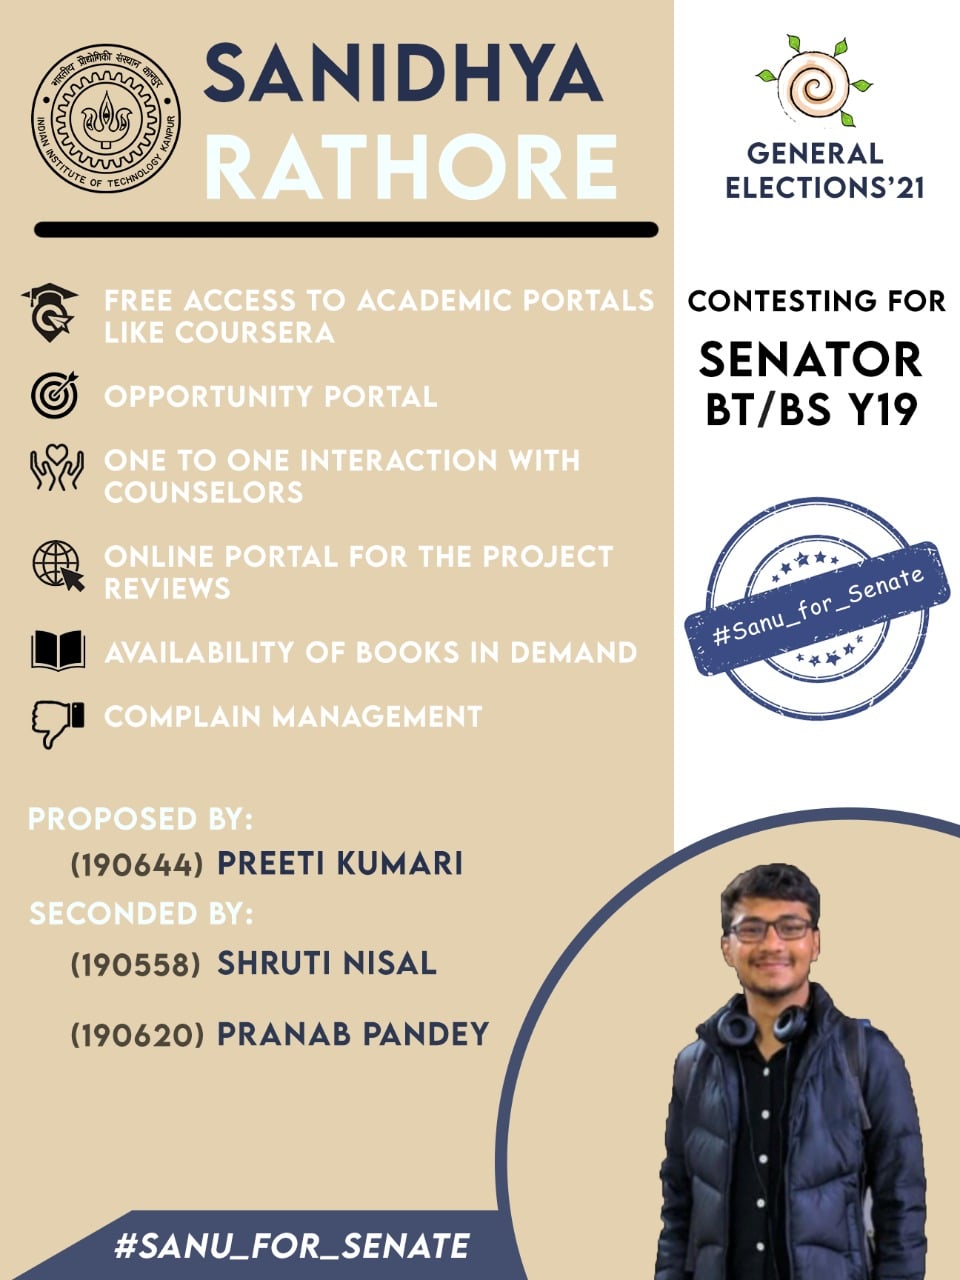 भारतीय प्रौद्योगिकी संस्थान कानपुर
INDIAN INSTITUTE OF TECHNOLOGY KANPUR
SANIDHYA
RATHORE
GENERAL
ELECTIONS'21
FREE ACCESS TO ACADEMIC PORTALS
LIKE COURSERA
OPPORTUNITY PORTAL
ONE TO ONE INTERACTION WITH
COUNSELORS
ONLINE PORTAL FOR THE PROJECT
REVIEWS
AVAILABILITY OF BOOKS IN DEMAND
COMPLAIN MANAGEMENT
CONTESTING FOR
SENATOR
BT/BS Y19
#Sanu_for_Senate
PROPOSED BY:
(190644) PREETI KUMARI
SECONDED BY:
(190558) SHRUTI NISAL
(190620) PRANAB PANDEY
#SANU_FOR_SENATE